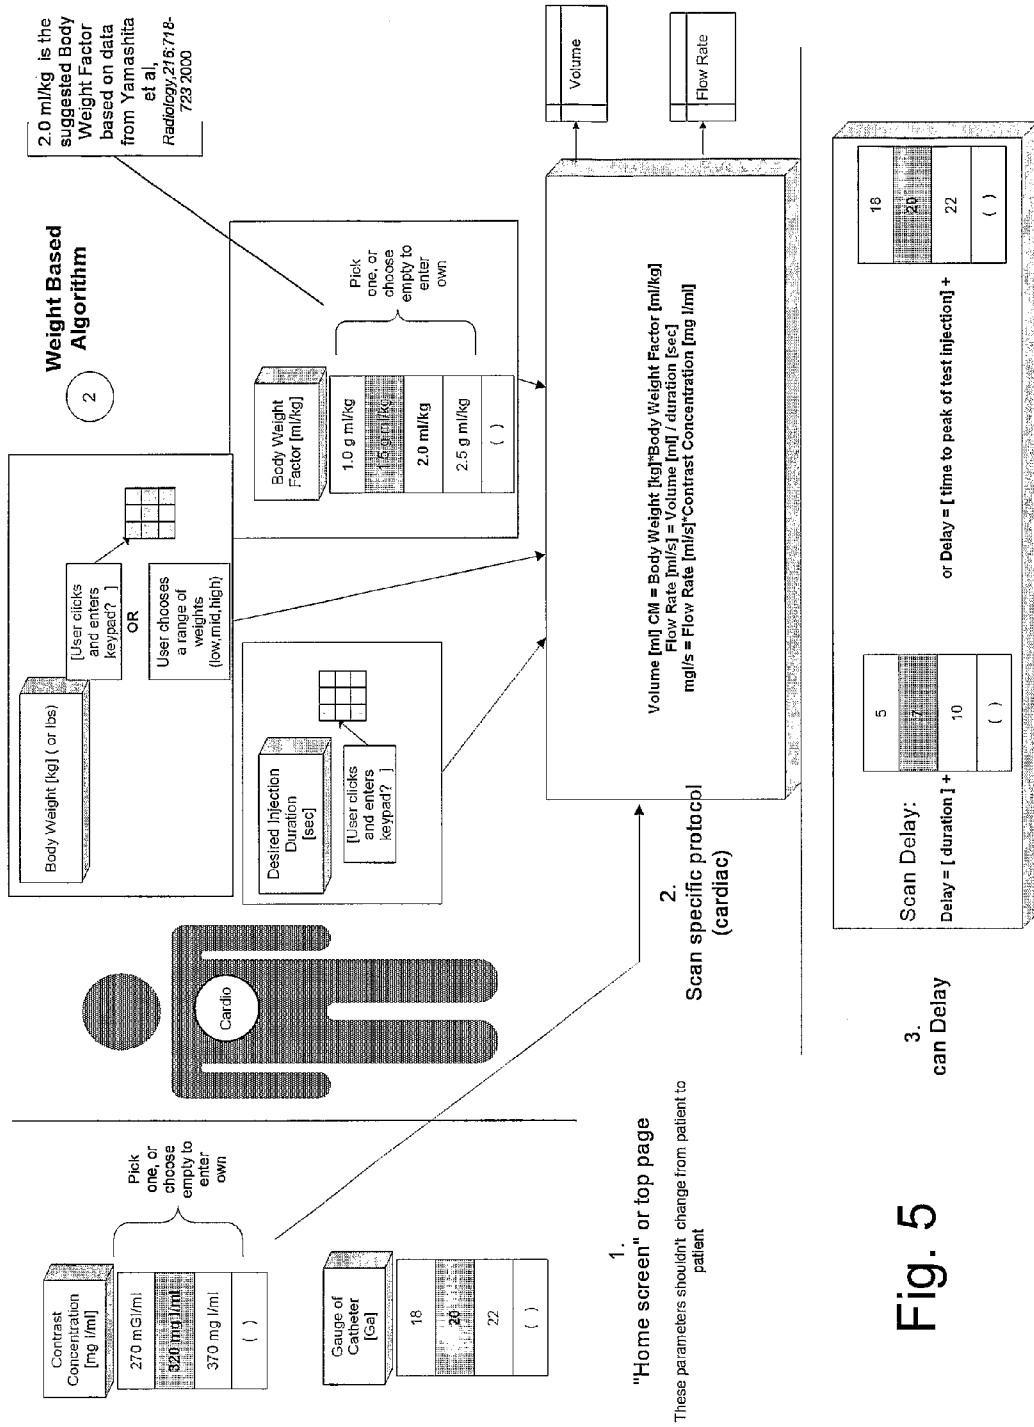 Contrast
Concentration
[mg I/ml]
270 mGI/ml
320 mg I/ml
370 mg I/ml
( )
Pick
one, or
choose
empty to
enter
own
Gauge of
Catheter
[Ga]
18
20
22
( )
1.
"Home screen" or top page
These parameters shouldn't change from patient to
patient
Cardio
Body Weight [kg] ( or lbs)
[User clicks
and enters
keypad? ]
OR
User chooses
a range of
weights
(low,mid,high)
Desired Injection
Duration
[sec]
[User clicks
and enters
keypad? ]
2
Weight Based
Algorithm
Body Weight
Factor [ml/kg]
1.0 g ml/kg
1.5 g ml/kg
2.0 ml/kg
2.5 g ml/kg
( )
Pick
one, or
choose
empty to
enter
own
2.0 ml/kg is the
suggested Body
Weight Factor
based on data
from Yamashita
et al,
Radiology,216:718-
723 2000
2.
Scan specific protocol
(cardiac)
Volume [ml] CM = Body Weight [kg]*Body Weight Factor [ml/kg]
Flow Rate [ml/s] = Volume [ml] / duration [sec]
mgI/s = Flow Rate [ml/s]*Contrast Concentration [mg I/ml]
Volume
Flow Rate
3.
can Delay
Scan Delay:
Delay = [ duration ] +
5
7
10
( )
or Delay = [ time to peak of test injection] +
18
20
22
( )
Fig. 5